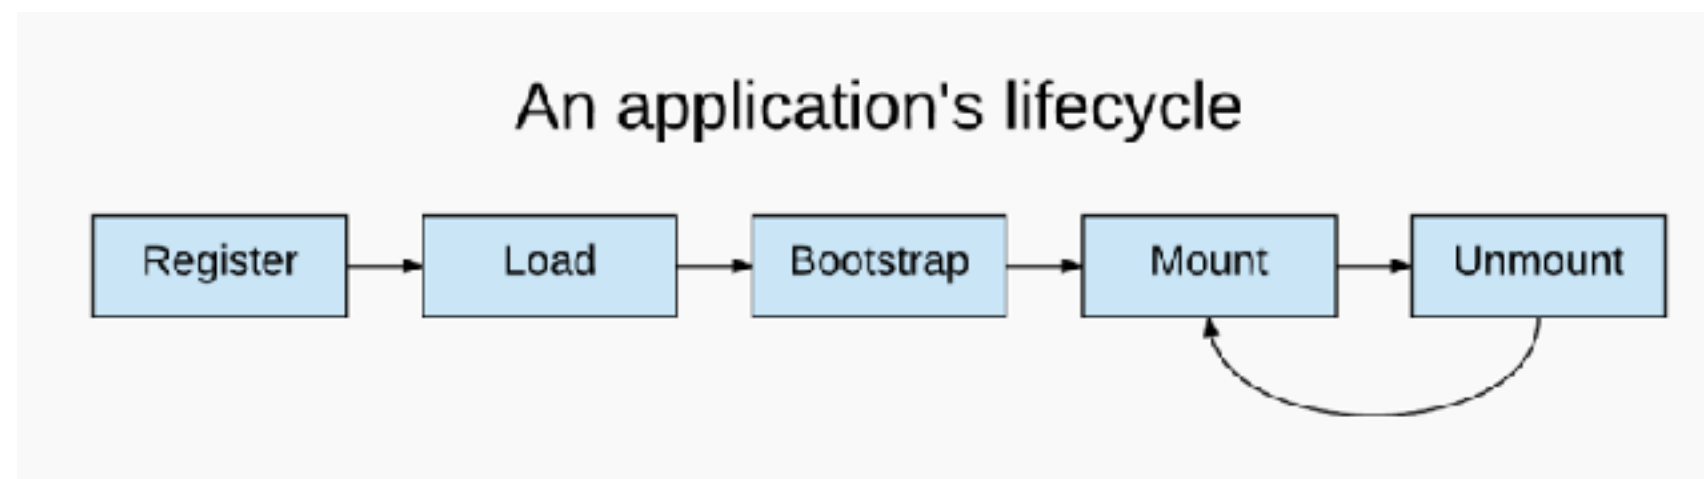 An application's lifecycle
Register
Load
Bootstrap
Mount
Unmount